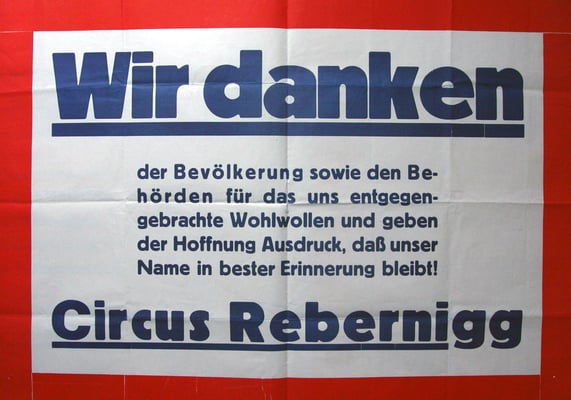 Wir danken
der Bevölkerung sowie den Be-
hörden für das uns entgegen-
gebrachte Wohlwollen und geben
der Hoffnung Ausdruck, daß unser
Name in bester Erinnerung bleibt!
Circus Rebernigg